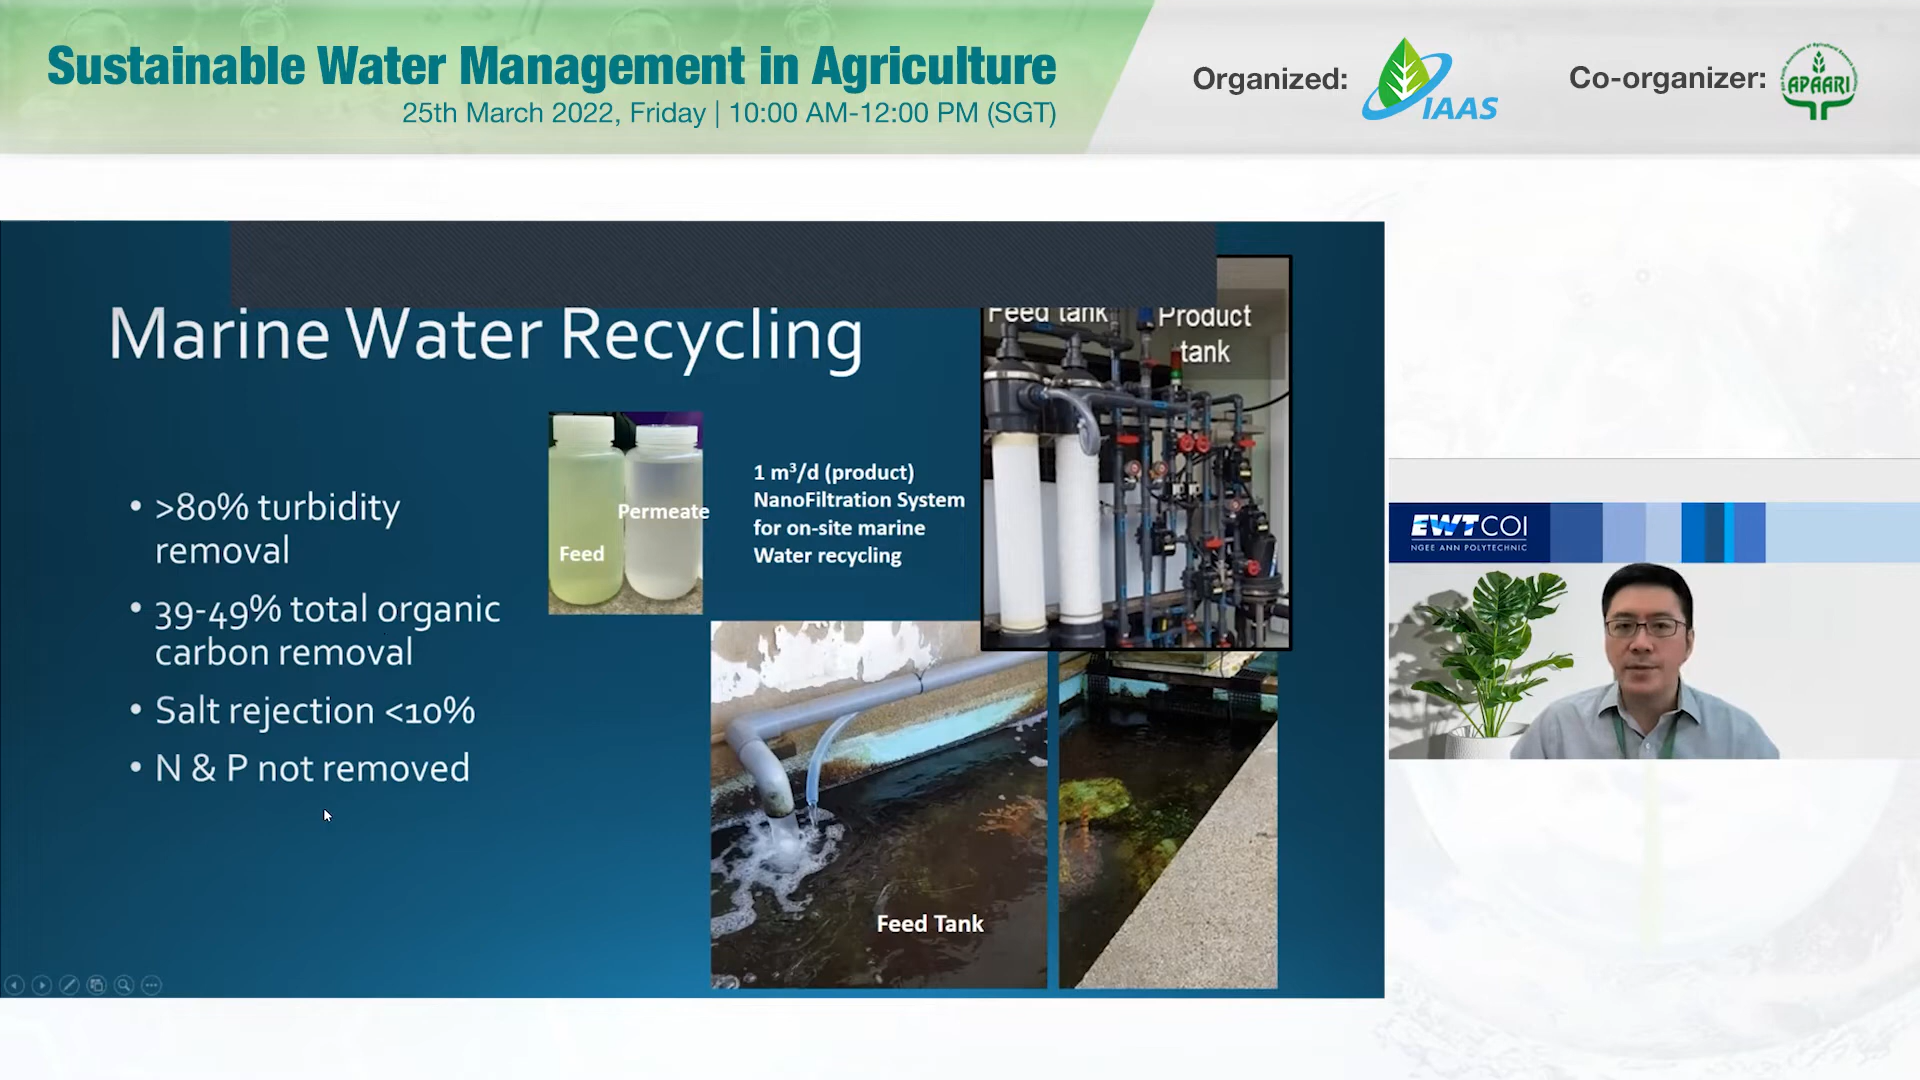 Sustainable Water Management in Agriculture
25th March 2022, Friday | 10:00 AM-12:00 PM (SGT)
Organized:
IAAS
Co-organizer:
APAARI
Marine Water Recycling
• >80% turbidity
removal
• 39-49% total organic
carbon removal
• Salt rejection <10%
• N & P not removed
Feed
Permeate
1 m³/d (product)
NanoFiltration System
for on-site marine
Water recycling
Feed tank
Product
tank
Feed Tank
EWTCOI
NGEE ANN POLYTECHNIC